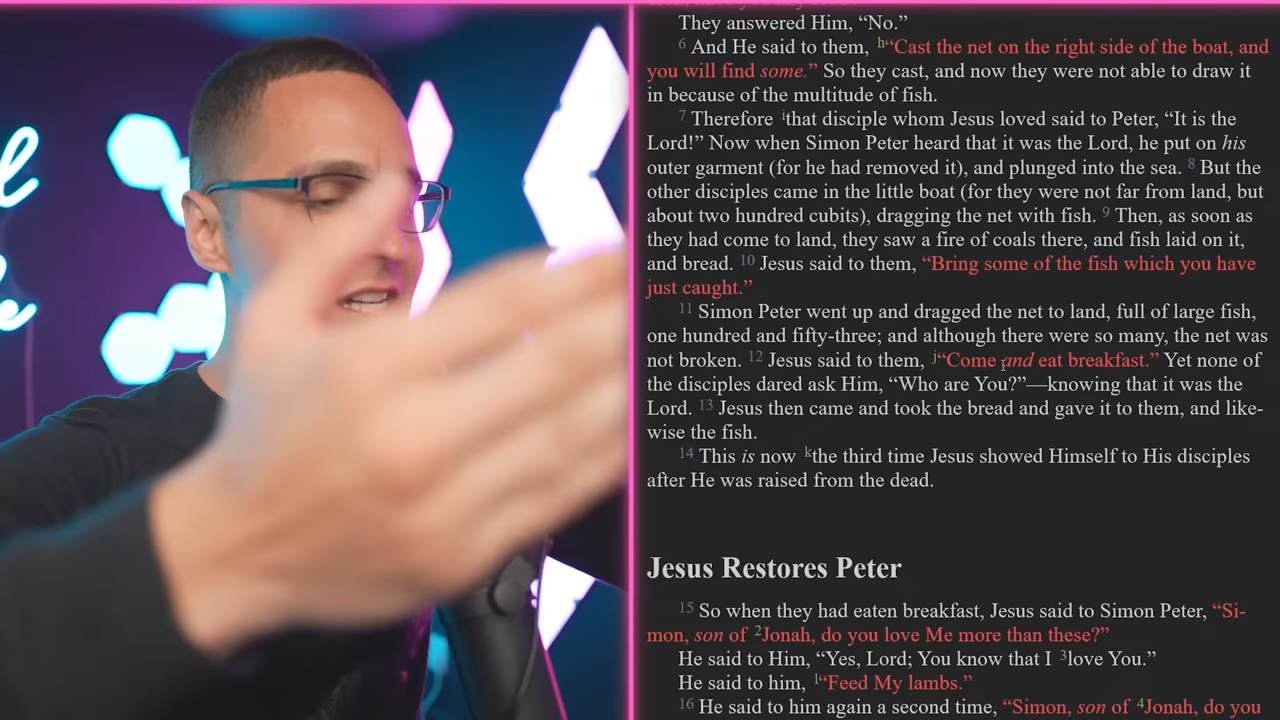 They answered Him, “No.”
6 And He said to them, h“Cast the net on the right side of the boat, and
you will find some.” So they cast, and now they were not able to draw it
in because of the multitude of fish.
7 Therefore ithat disciple whom Jesus loved said to Peter, “It is the
Lord!” Now when Simon Peter heard that it was the Lord, he put on his
outer garment (for he had removed it), and plunged into the sea. 8 But the
other disciples came in the little boat (for they were not far from land, but
about two hundred cubits), dragging the net with fish. 9 Then, as soon as
they had come to land, they saw a fire of coals there, and fish laid on it,
and bread. 10 Jesus said to them, “Bring some of the fish which you have
just caught.”
11 Simon Peter went up and dragged the net to land, full of large fish,
one hundred and fifty-three; and although there were so many, the net was
not broken. 12 Jesus said to them, j“Come and eat breakfast.” Yet none of
the disciples dared ask Him, “Who are You?”—knowing that it was the
Lord. 13 Jesus then came and took the bread and gave it to them, and like-
wise the fish.
14 This is now kthe third time Jesus showed Himself to His disciples
after He was raised from the dead.
Jesus Restores Peter
15 So when they had eaten breakfast, Jesus said to Simon Peter, “Si-
mon, son of 2Jonah, do you love Me more than these?”
He said to Him, “Yes, Lord; You know that I 3love You.”
He said to him, l“Feed My lambs.”
16 He said to him again a second time, “Simon, son of 4Jonah, do you